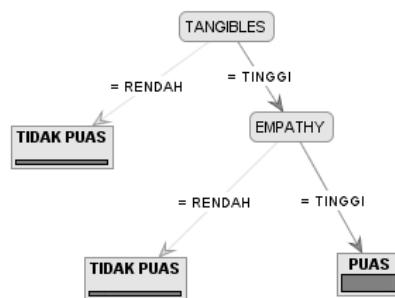 TANGIBLES
= RENDAH
= TINGGI
TIDAK PUAS
EMPATHY
= RENDAH
= TINGGI
TIDAK PUAS
PUAS